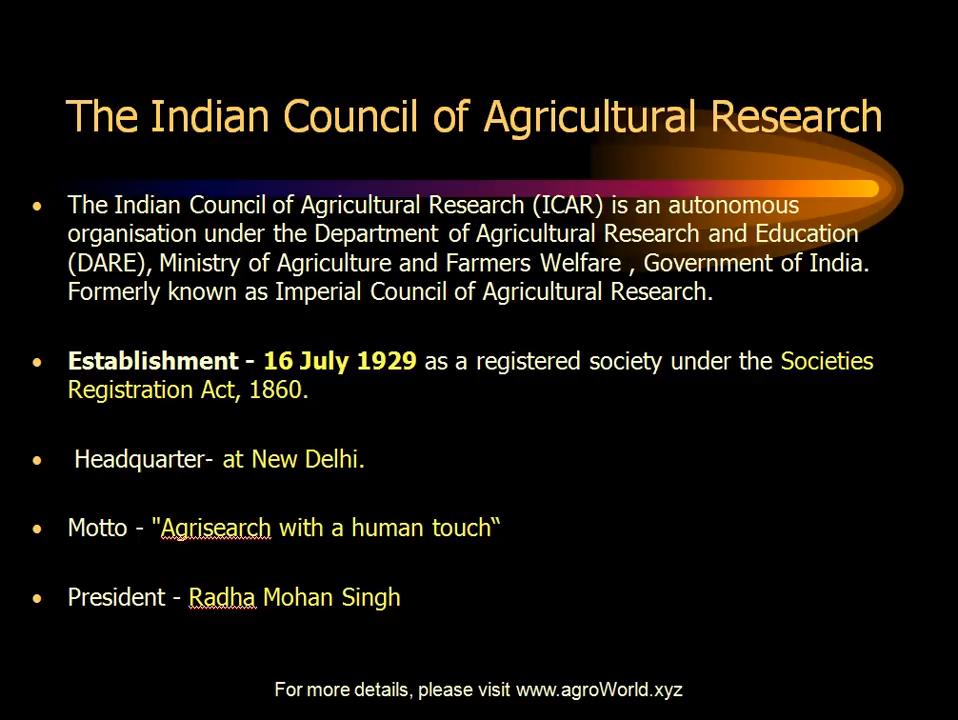 The Indian Council of Agricultural Research
• The Indian Council of Agricultural Research (ICAR) is an autonomous
organisation under the Department of Agricultural Research and Education
(DARE), Ministry of Agriculture and Farmers Welfare , Government of India.
Formerly known as Imperial Council of Agricultural Research.
• Establishment - 16 July 1929 as a registered society under the Societies
Registration Act, 1860.
• Headquarter- at New Delhi.
• Motto - "Agrisearch with a human touch“
• President - Radha Mohan Singh
For more details, please visit www.agroWorld.xyz